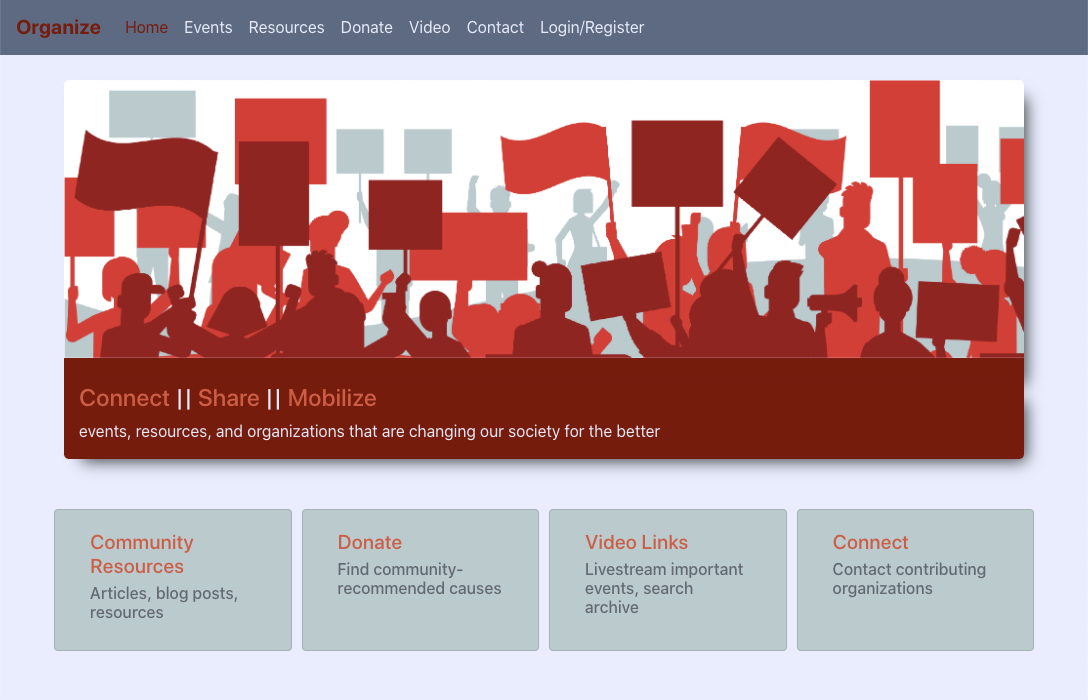 Organize Home Events Resources Donate Video Contact Login/Register
Connect || Share || Mobilize
events, resources, and organizations that are changing our society for the better
Community
Resources
Articles, blog posts,
resources
Donate
Find community-
recommended causes
Video Links
Livestream important
events, search
archive
Connect
Contact contributing
organizations